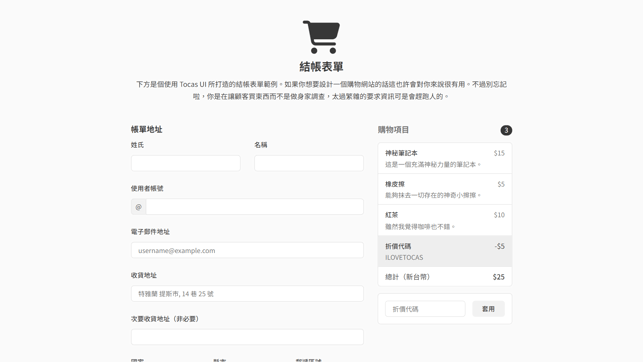 結帳表單
下方是個使用 Tocas UI 所打造的結帳表單範例。如果你想要設計一個購物網站的話這也許會對你來說很有用。不過別忘記
啦，你是在讓顧客買東西而不是做身家調查，太過繁雜的要求資訊可是會趕跑人的。
帳單地址
姓氏
名稱
使用者帳號
@
電子郵件地址
username@example.com
收貨地址
特雞爾 提斯市, 14 巷 25 號
次要收貨地址（非必要）
購物項目
3
神秘筆記本
$15
這是一個充滿神秘力量的筆記本。
橡皮擦
$5
能夠抹去一切存在的神奇小擦擦。
紅茶
$10
雖然我覺得咖啡也不錯。
折價代碼
-$5
ILOVETOCAS
總計（新台幣）
$25
折價代碼
套用